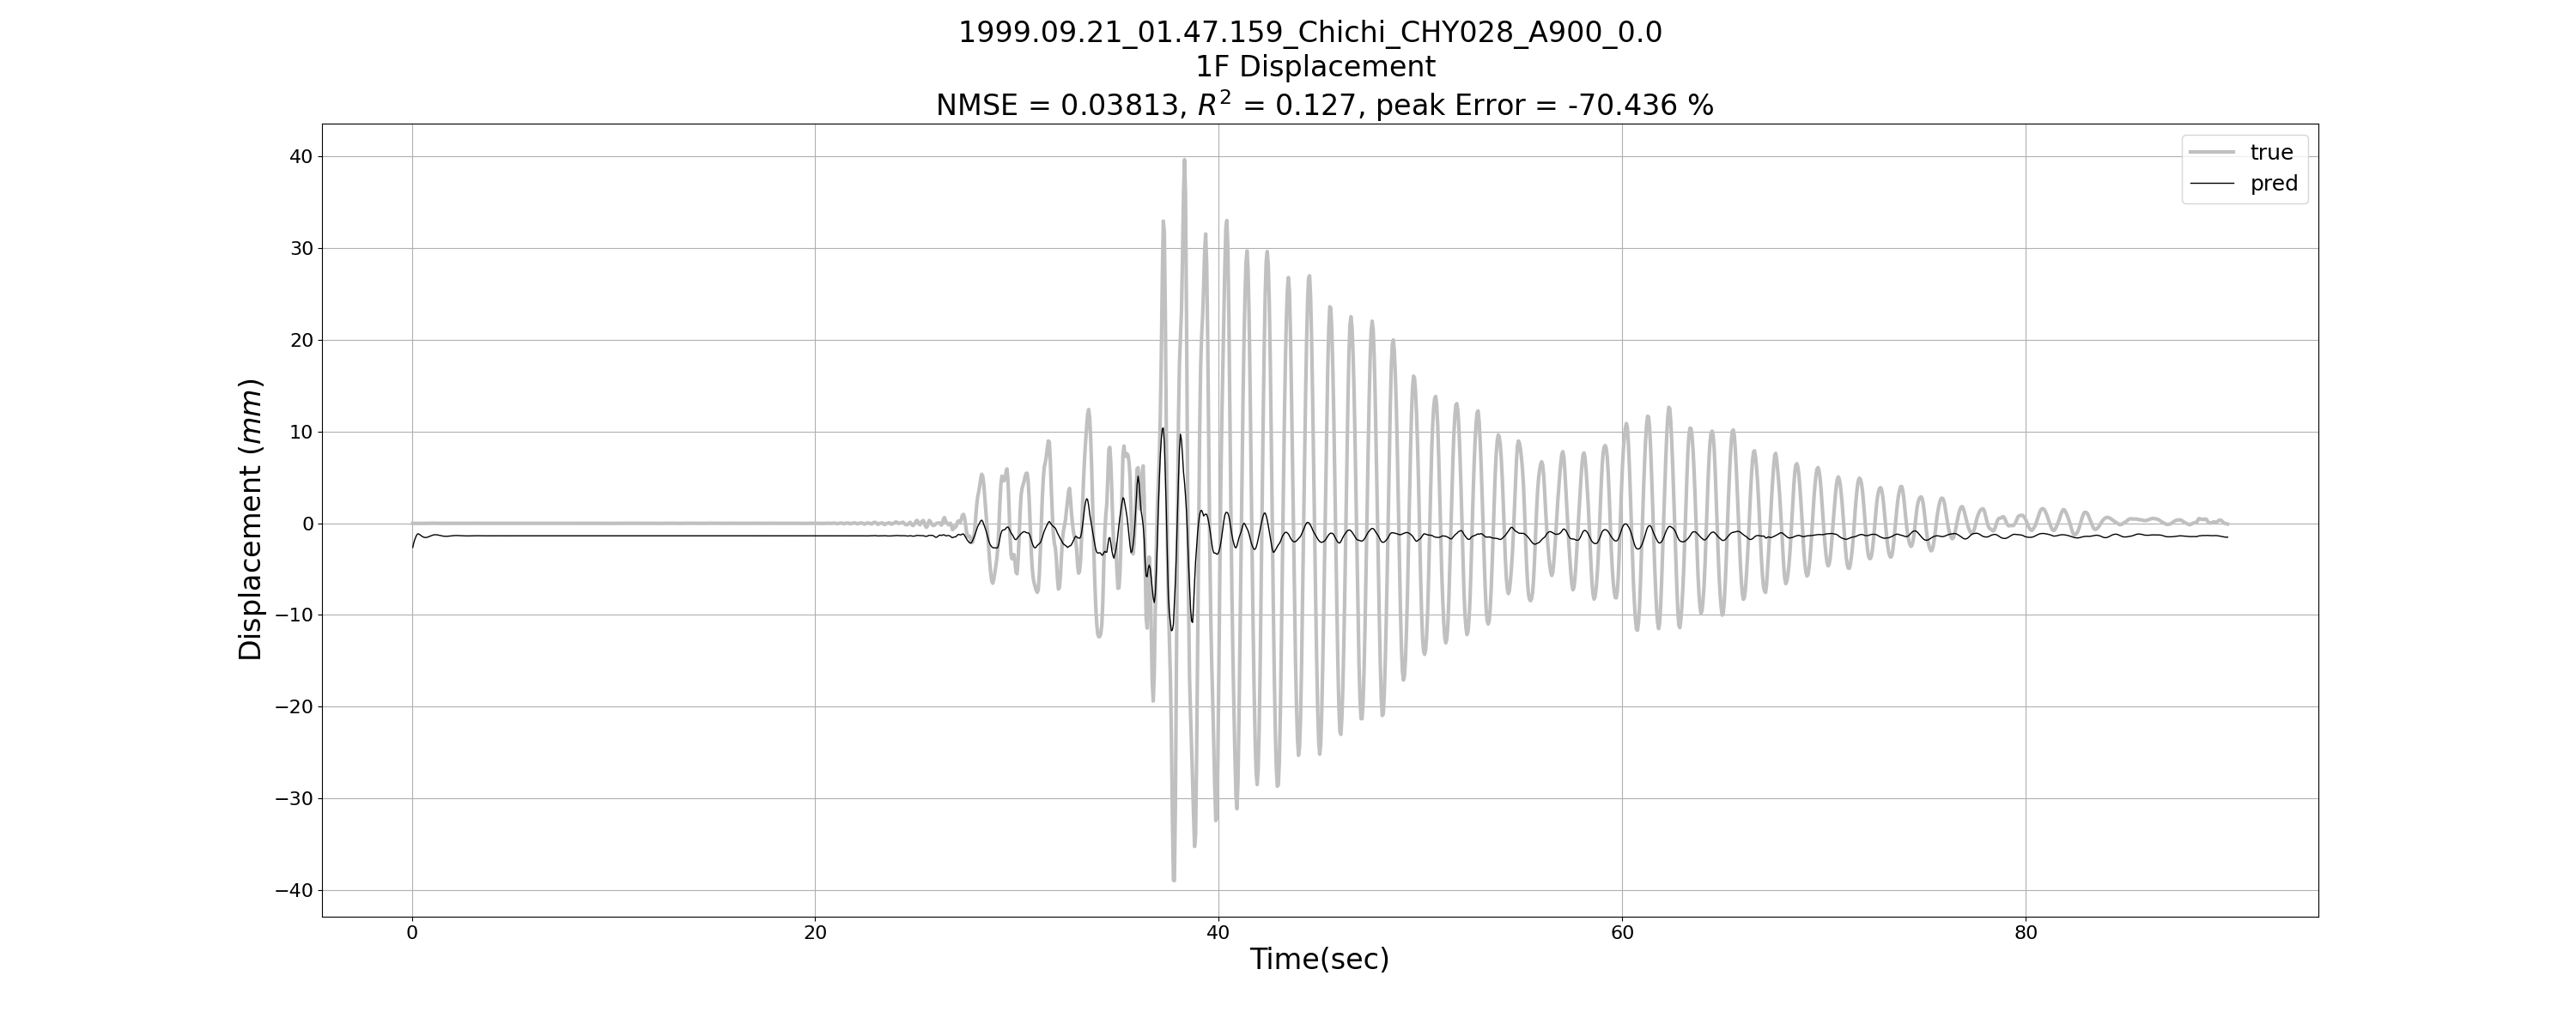 1999.09.21_01.47.159_Chichi_CHY028_A900_0.0
1F Displacement
NMSE = 0.03813, R² = 0.127, peak Error = -70.436 %
true
pred
40
30
20
10
0
−10
−20
−30
−40
Displacement (mm)
0 20 40 60 80
Time(sec)